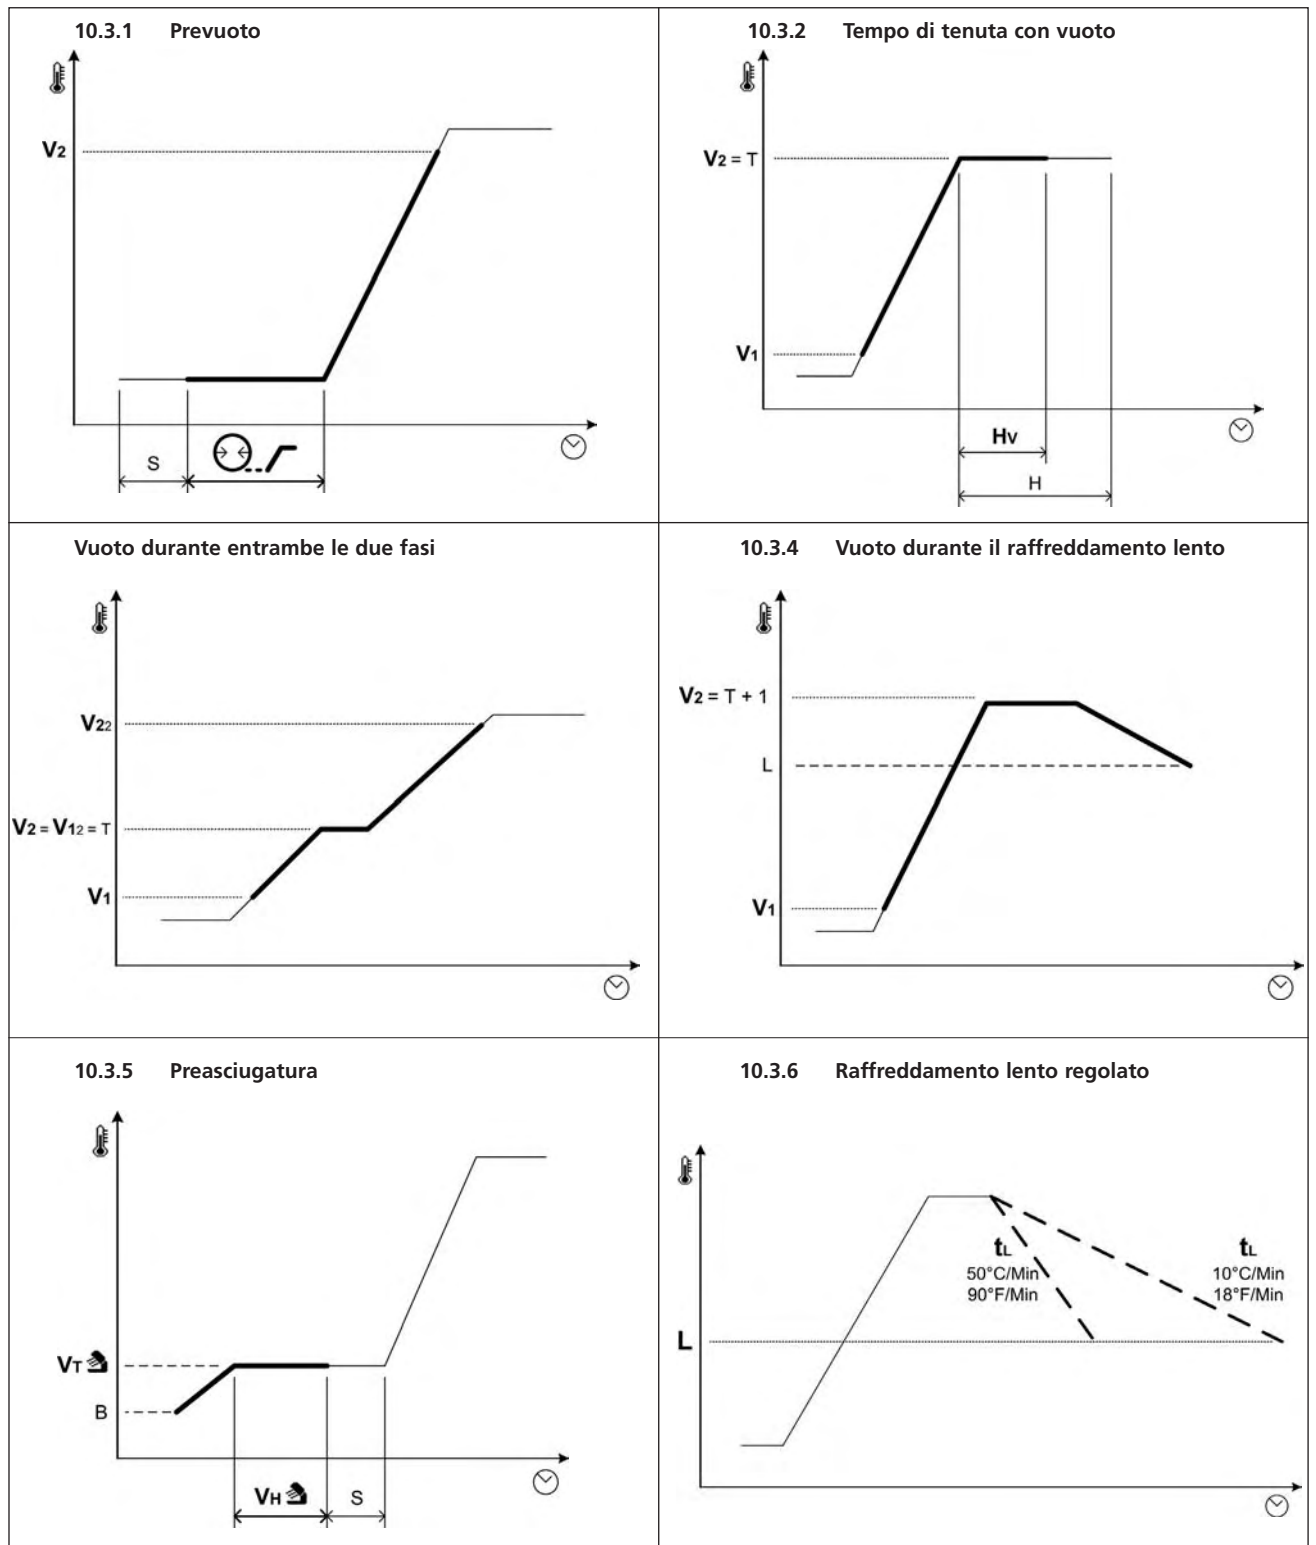 10.3.1 Prevuoto
V2
S
10.3.2 Tempo di tenuta con vuoto
V2 = T
V1
Hv
H
Vuoto durante entrambe le due fasi
V22
V2 = V12 = T
V1
10.3.4 Vuoto durante il raffreddamento lento
V2 = T + 1
L
V1
10.3.5 Preasciugatura
VT
B
VH
S
10.3.6 Raffreddamento lento regolato
tL
50°C/Min
90°F/Min
tL
10°C/Min
18°F/Min
L